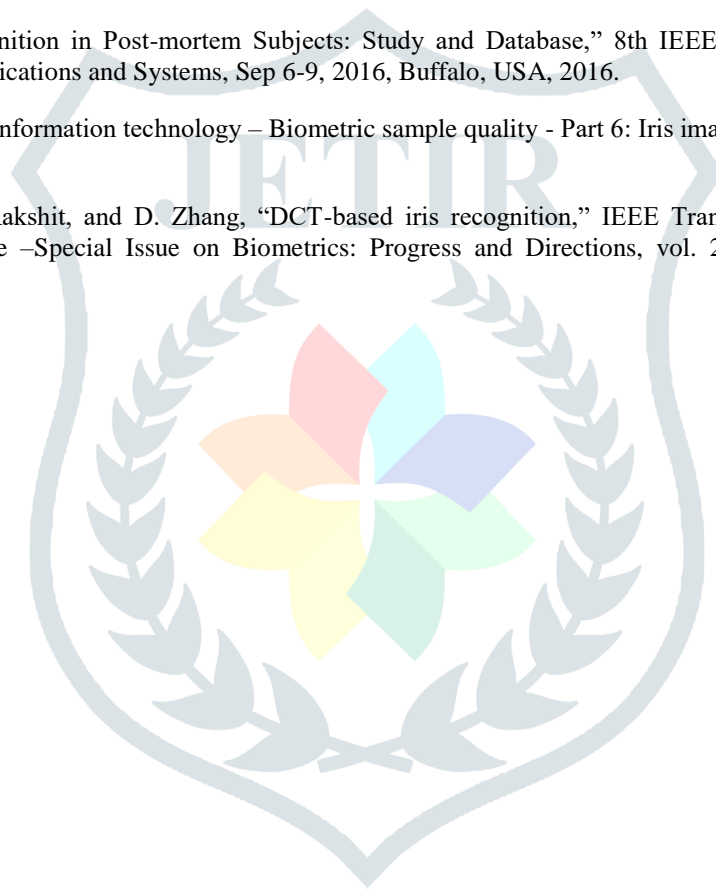 nition in Post-mortem Subjects: Study and Database,” 8th IEEE
ications and Systems, Sep 6-9, 2016, Buffalo, USA, 2016.
nformation technology – Biometric sample quality - Part 6: Iris ima
JETIR
akshit, and D. Zhang, “DCT-based iris recognition,” IEEE Tran
e –Special Issue on Biometrics: Progress and Directions, vol. 2